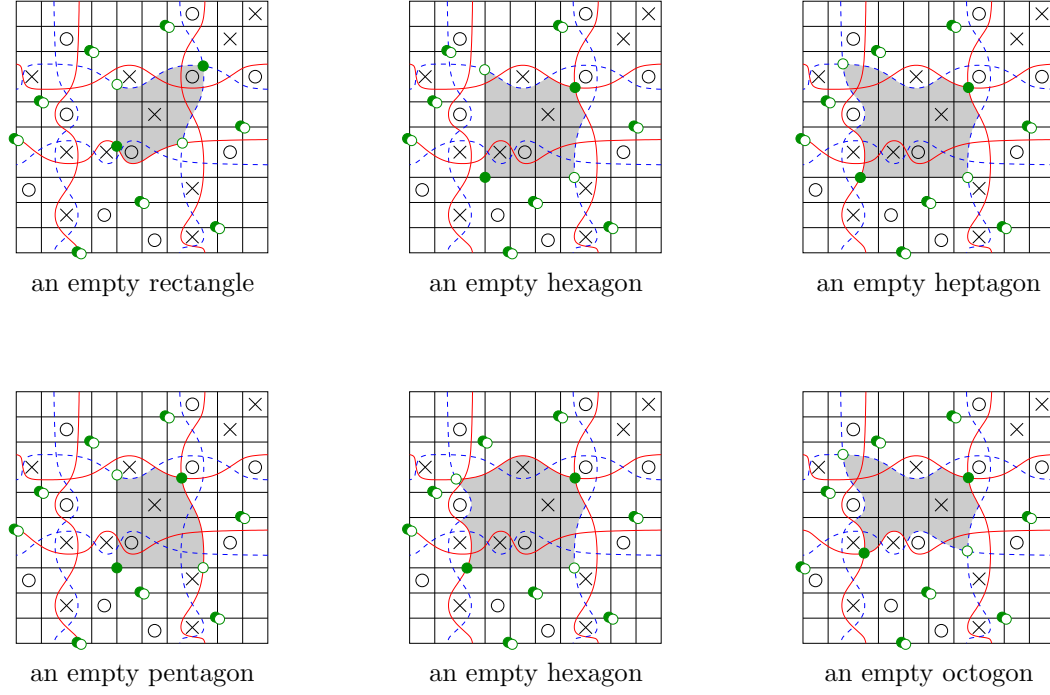 an empty rectangle
an empty hexagon
an empty heptagon
an empty pentagon
an empty hexagon
an empty octogon